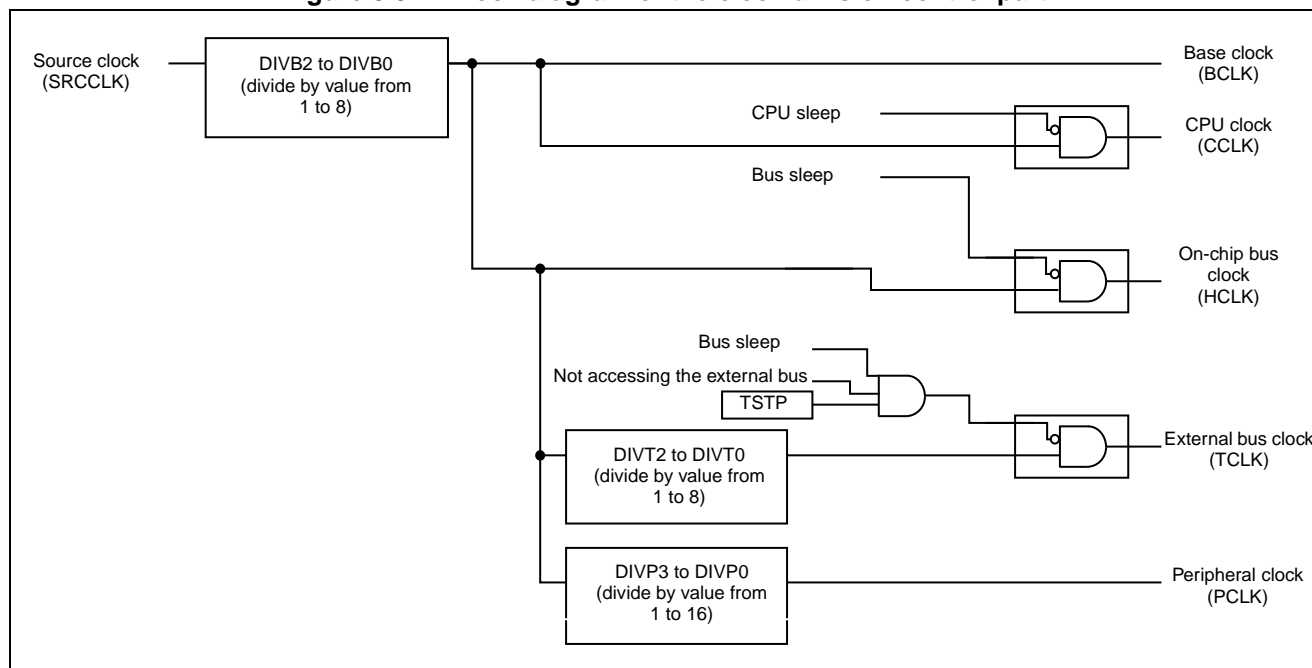 Source clock
(SRCCLK)
DIVB2 to DIVB0
(divide by value from
1 to 8)
Base clock
(BCLK)
CPU sleep
CPU clock
(CCLK)
Bus sleep
On-chip bus
clock
(HCLK)
Bus sleep
Not accessing the external bus
TSTP
DIVT2 to DIVT0
(divide by value from
1 to 8)
External bus clock
(TCLK)
DIVP3 to DIVP0
(divide by value from
1 to 16)
Peripheral clock
(PCLK)